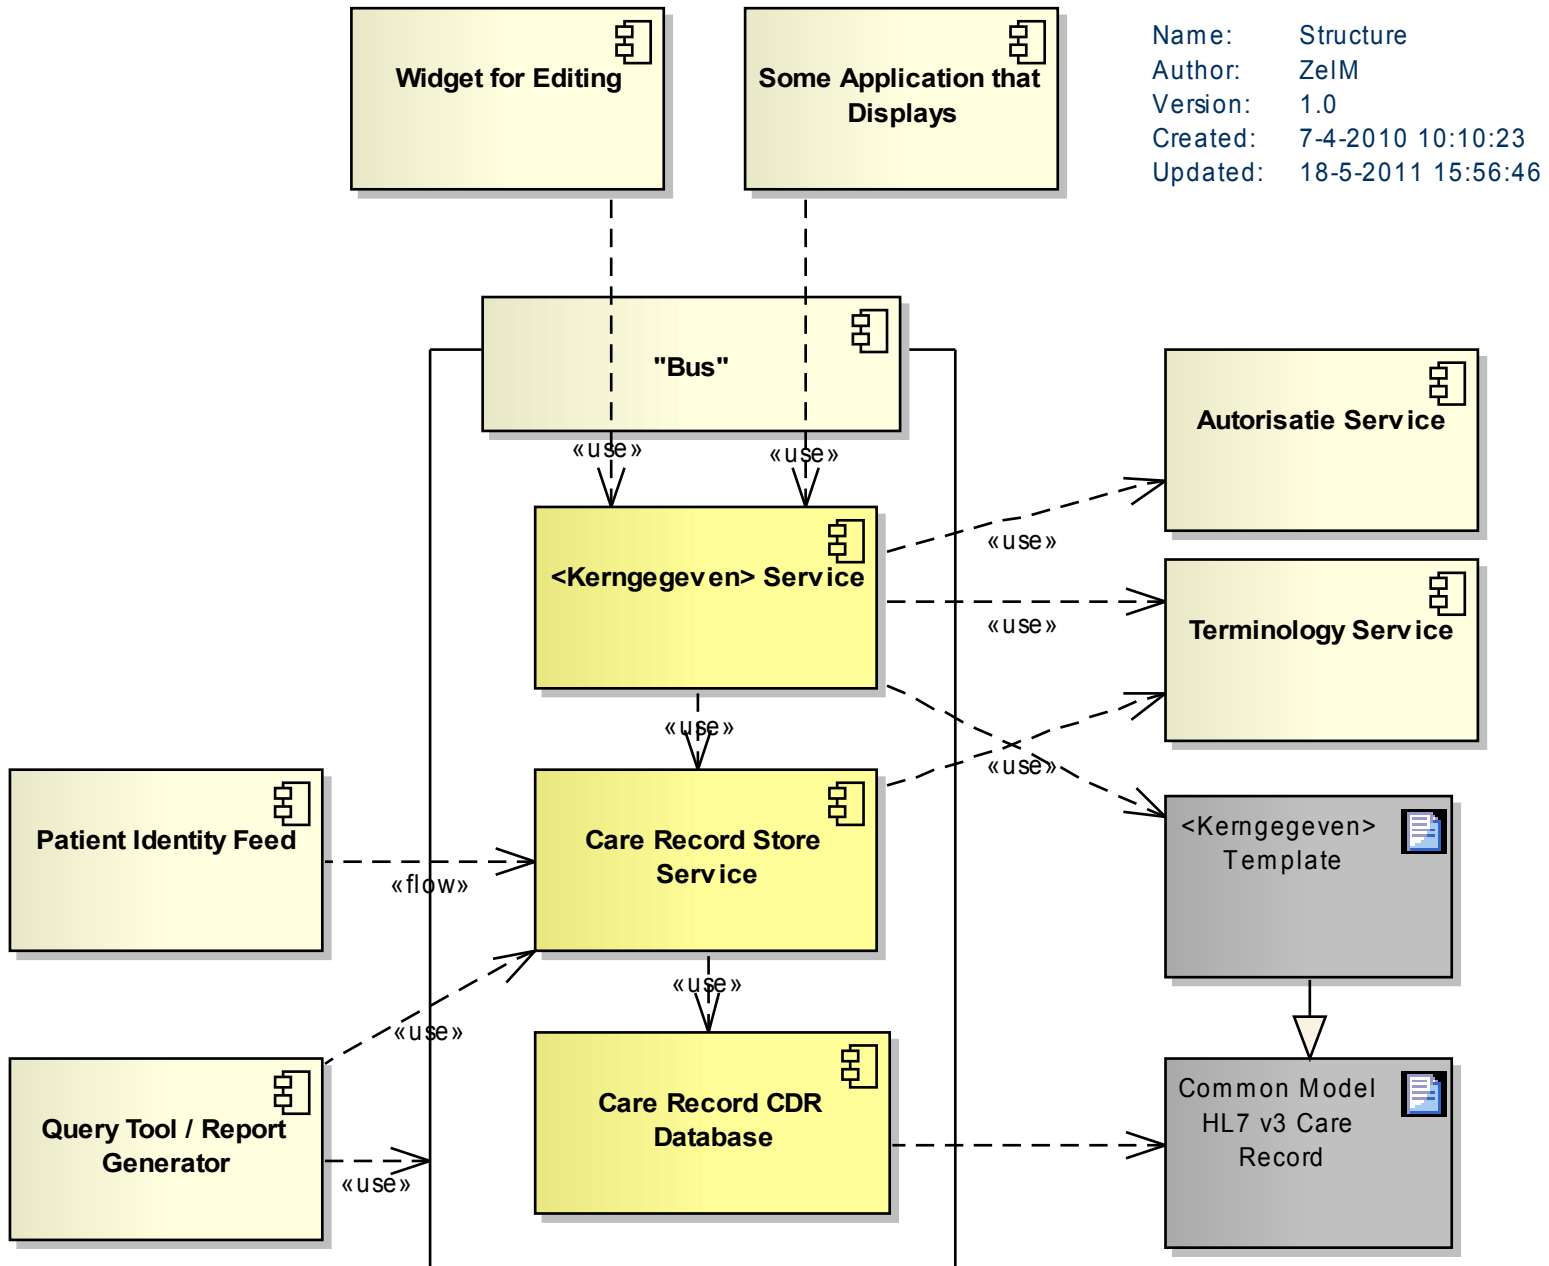 Widget for Editing
Some Application that
Displays
Name: Structure
Author: ZeIM
Version: 1.0
Created: 7-4-2010 10:10:23
Updated: 18-5-2011 15:56:46
"Bus"
«use»
«use»
Autorisatie Service
«use»
<Kerngegeven> Service
«use»
Terminology Service
«use»
«use»
Patient Identity Feed
«flow»
Care Record Store
Service
<Kerngegeven>
Template
«use»
«use»
Query Tool / Report
Generator
«use»
Care Record CDR
Database
Common Model
HL7 v3 Care
Record